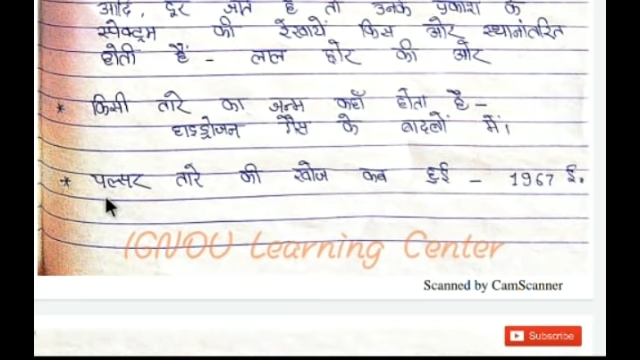 आदि, दूर जाते हैं तो उनके प्रकाश के
स्पेक्ट्रम की रेखायें किस ओर स्थानांतरित
होती हैं - लाल छोर की ओर
* किसी तारे का जन्म कहाँ होता है -
हाइड्रोजन गैस के बादलों में।
* पल्सर तारे की खोज कब हुई - 1967 ई.
IGNOU Learning Center
Scanned by CamScanner
Subscribe